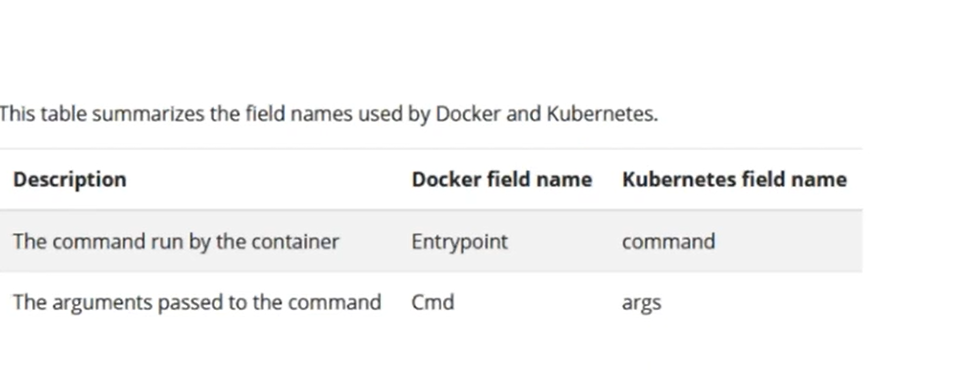 This table summarizes the field names used by Docker and Kubernetes.
Description Docker field name Kubernetes field name
The command run by the container Entrypoint command
The arguments passed to the command Cmd args